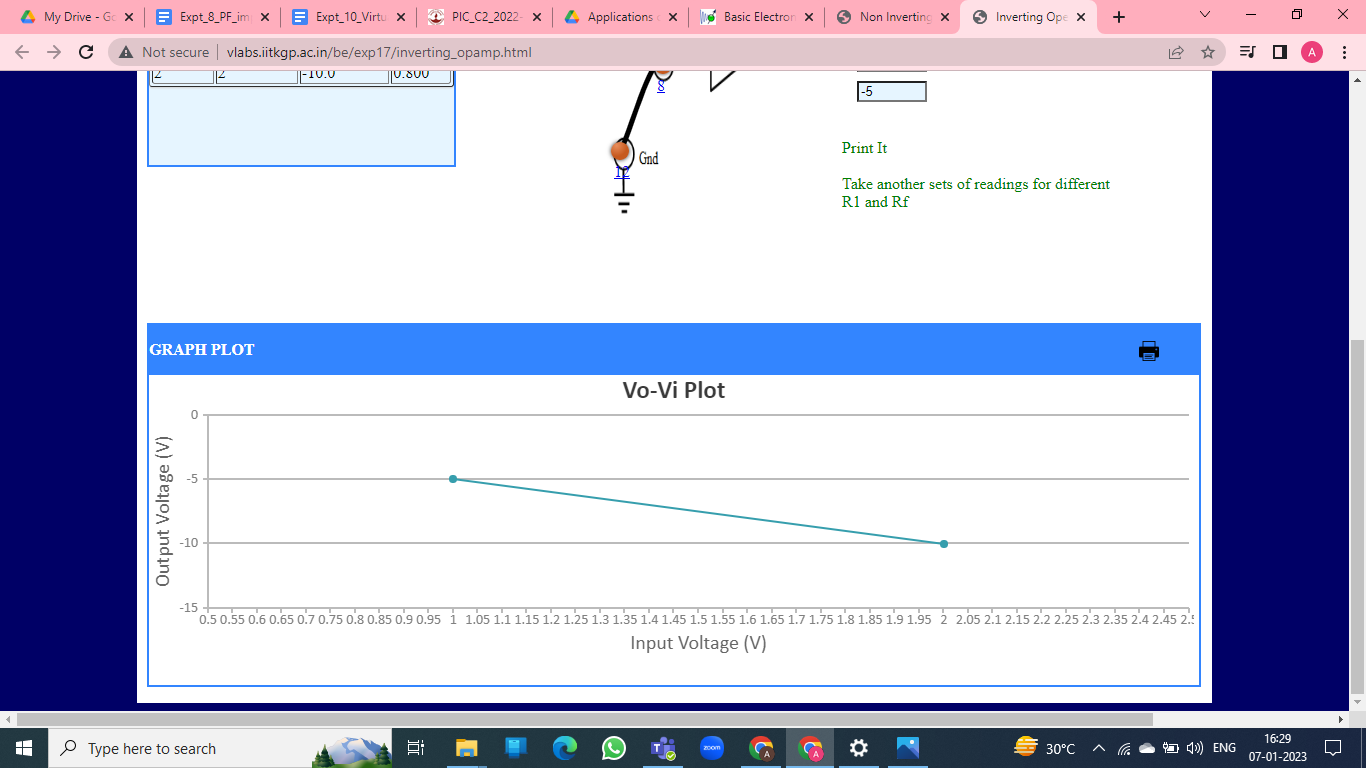 My Drive - Go
Expt_8_PF_im
Expt_10_Virtu
PIC_C2_2022-
Applications
Basic Electron
Non Inverting
Inverting Ope
Not secure
vlabs.iitkgp.ac.in/be/exp17/inverting_opamp.html
A
2 2 -10.0 0.800
8
-5
Gnd
12
Print It
Take another sets of readings for different
R1 and Rf
GRAPH PLOT
Vo-Vi Plot
0
-5
-10
-15
Output Voltage (V)
0.5 0.55 0.6 0.65 0.7 0.75 0.8 0.85 0.9 0.95 1 1.05 1.1 1.15 1.2 1.25 1.3 1.35 1.4 1.45 1.5 1.55 1.6 1.65 1.7 1.75 1.8 1.85 1.9 1.95 2 2.05 2.1 2.15 2.2 2.25 2.3 2.35 2.4 2.45
Input Voltage (V)
Type here to search
zoom
A
A
30°C
ENG
16:29
07-01-2023